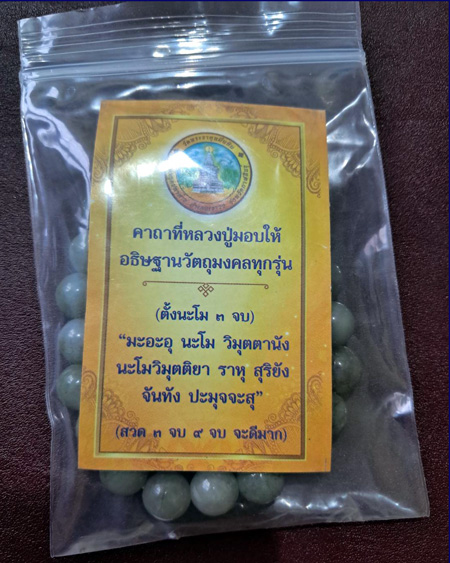 คาถาที่หลวงปู่มอบให้
อธิษฐานวัตถุมงคลทุกรุ่น
(ตั้งนะโม ๓ จบ)
“มะอะอุ นะโม วิมุตตานัง
นะโมวิมุตติยา ราหุ สุริยัง
จันทัง ปะมุจจะสุ”
(สวด ๓ จบ ๙ จบ จะดีมาก)